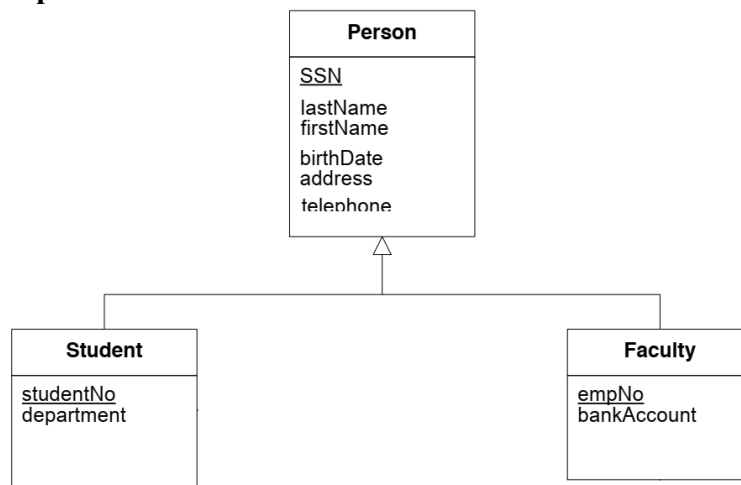 Person
SSN
lastName
firstName
birthDate
address
telephone
Student
studentNo
department
Faculty
empNo
bankAccount